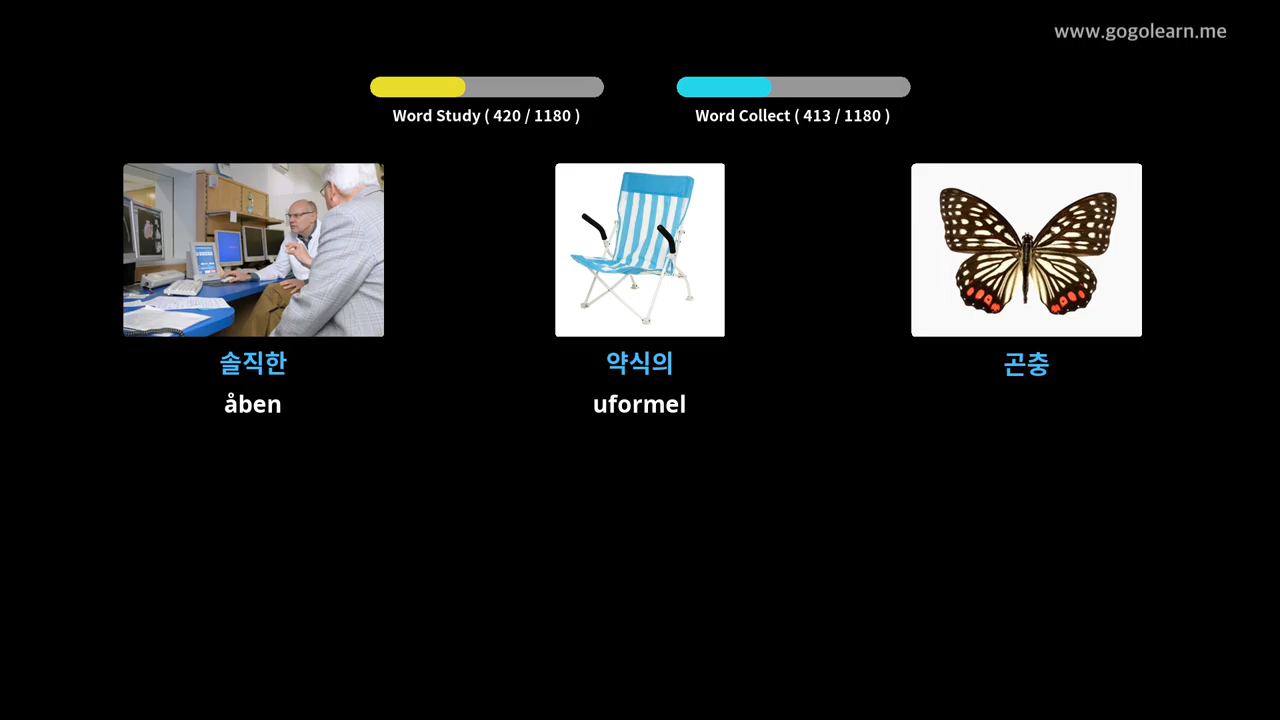 www.gogolearn.me
Word Study ( 420 / 1180 )
Word Collect ( 413 / 1180 )
솔직한
åben
약식의
uformel
곤충